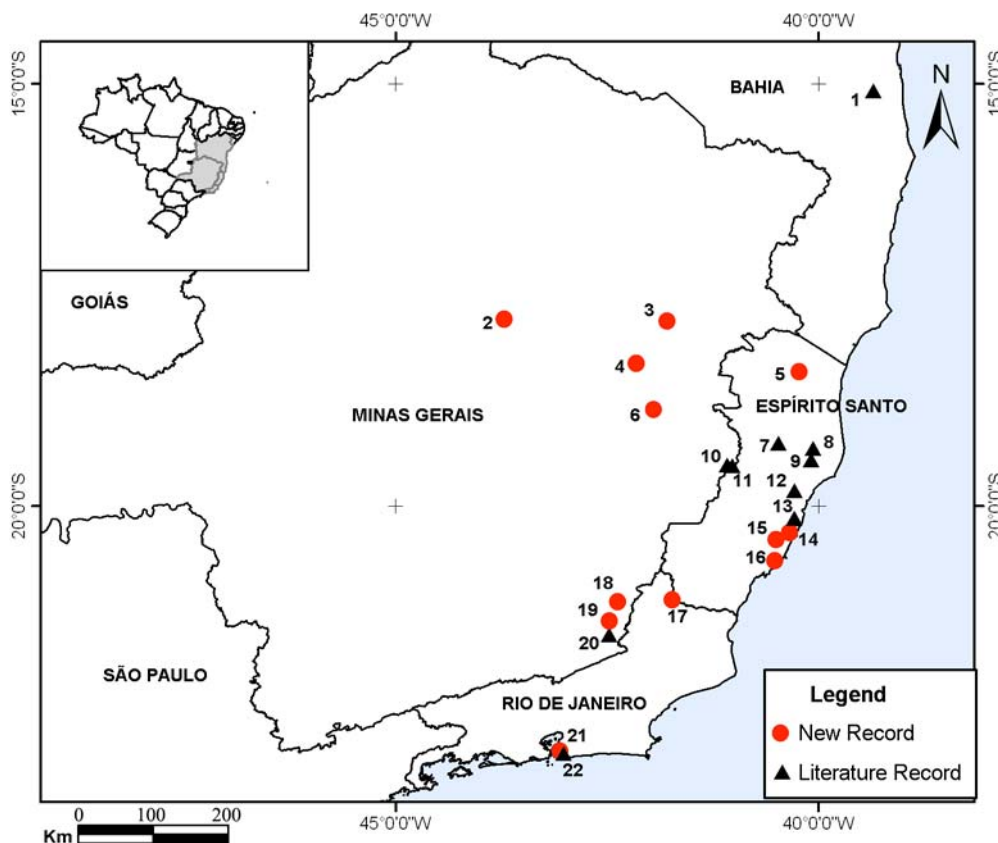 45°0'0"W 40°0'0"W
15°0'0"S 15°0'0"S
N
BAHIA
1
GOIÁS
2 3
4
5
MINAS GERAIS
ESPÍRITO SANTO
6
7 8
9
10
11
12
20°0'0"S 20°0'0"S
13
14
15
16
17
18
19
20
SÃO PAULO
RIO DE JANEIRO
21
22
Legend
New Record
Literature Record
0 100 200
Km
45°0'0"W 40°0'0"W